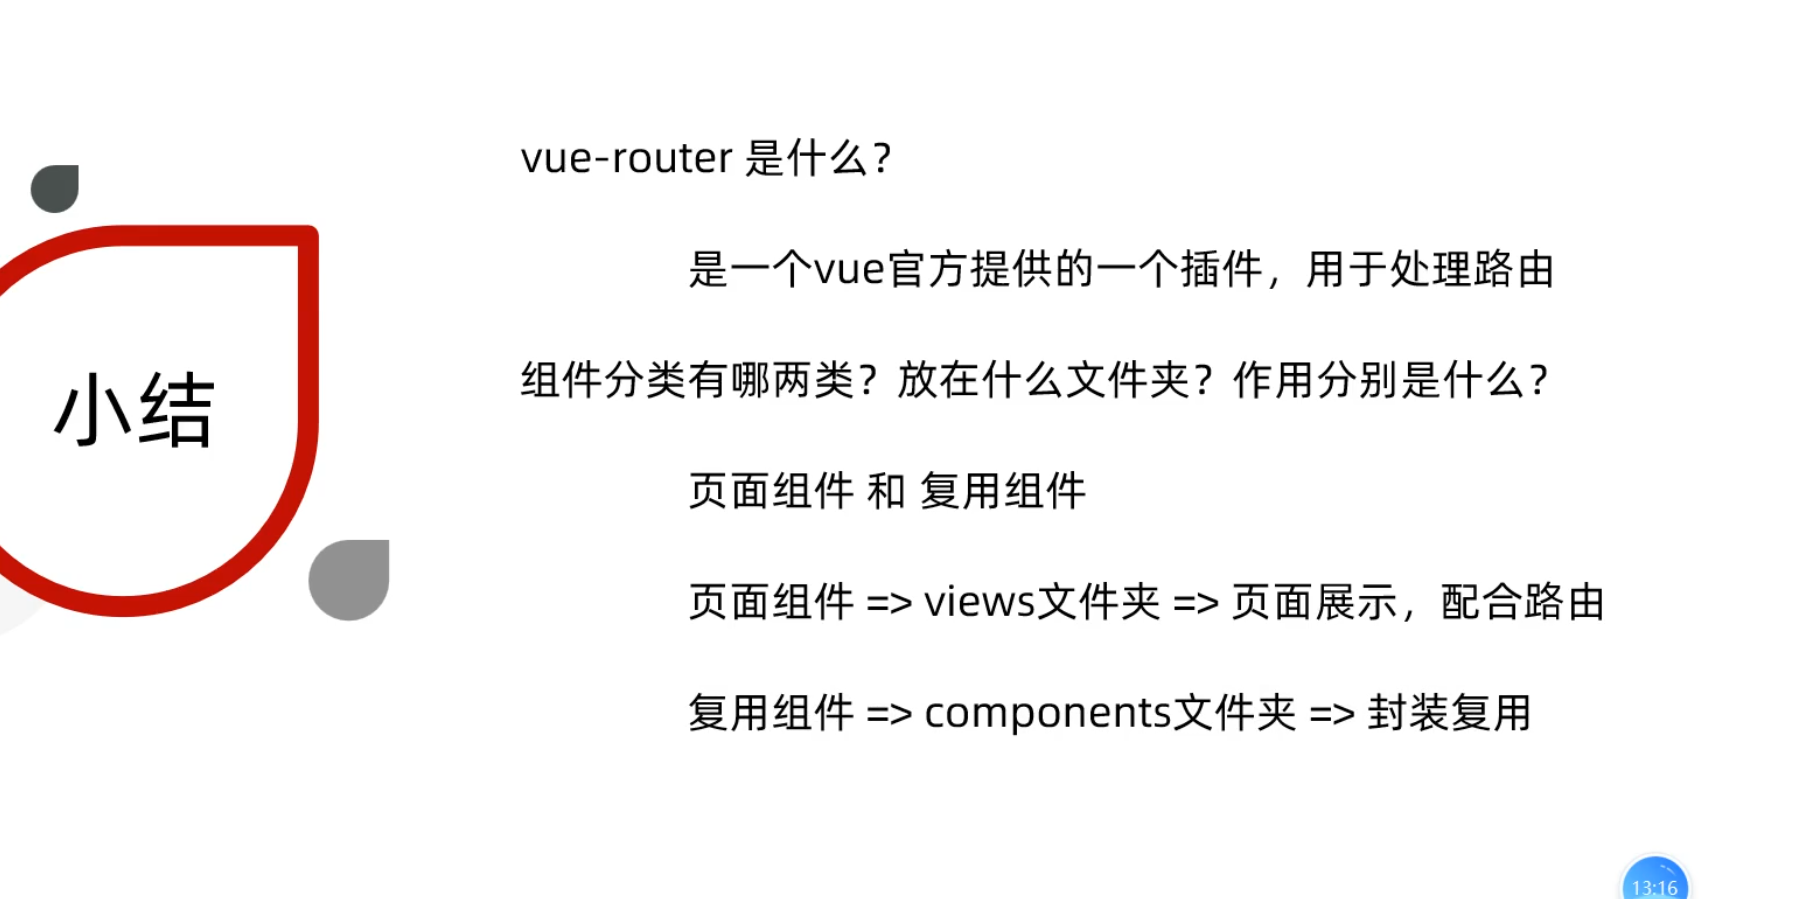 小结
vue-router 是什么？
是一个vue官方提供的一个插件，用于处理路由
组件分类有哪两类？放在什么文件夹？作用分别是什么？
页面组件 和 复用组件
页面组件 => views文件夹 => 页面展示，配合路由
复用组件 => components文件夹 => 封装复用
13:16